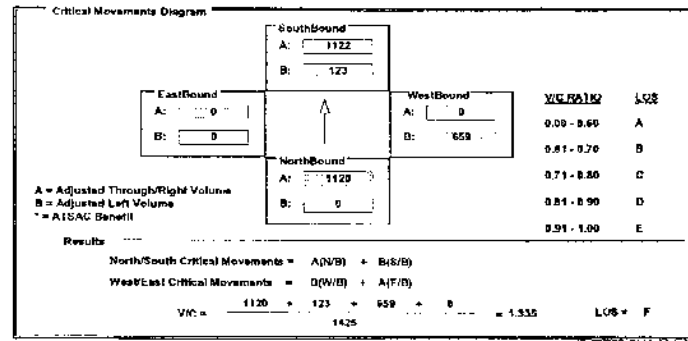 Critical Movements Diagram
SouthBound
A: 1122
B: 123
EastBound
A: 0
B: 0
WestBound
A: 0
B: 659
NorthBound
A: 1120
B: 0
V/C RATIO LOS
0.00 - 0.60 A
0.61 - 0.70 B
0.71 - 0.80 C
0.81 - 0.90 D
0.91 - 1.00 E
A = Adjusted Through/Right Volume
B = Adjusted Left Volume
* = ATSAC Benefit
Results
North/South Critical Movements = A(N/B) + B(S/B)
West/East Critical Movements = B(W/B) + A(E/B)
V/C = 1120 + 123 + 659 + 0 = 1.335 LOS = F
1425